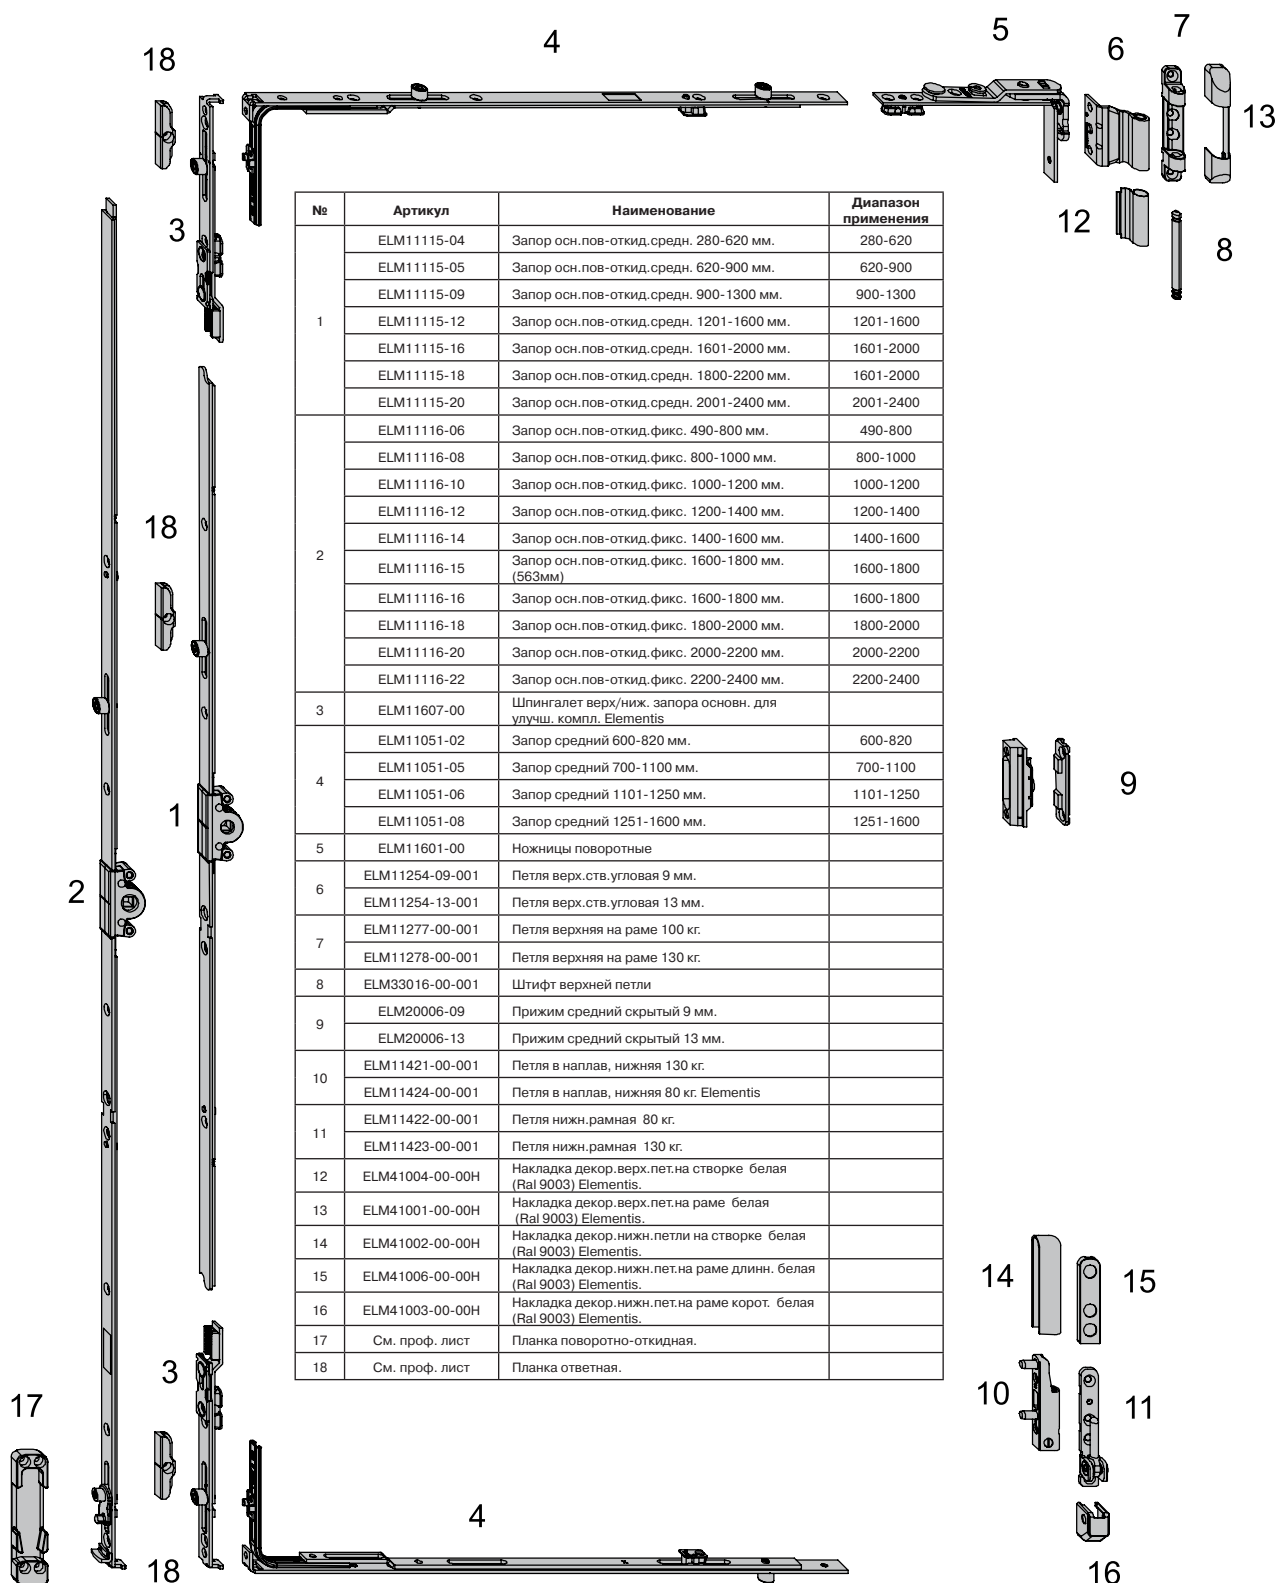 4
5
7
18
6
13
3
12
8
№ Артикул Наименование Диапазон
применения
1
ELM11115-04 Запор осн.пов-откид.средн. 280-620 мм. 280-620
ELM11115-05 Запор осн.пов-откид.средн. 620-900 мм. 620-900
ELM11115-09 Запор осн.пов-откид.средн. 900-1300 мм. 900-1300
ELM11115-12 Запор осн.пов-откид.средн. 1201-1600 мм. 1201-1600
ELM11115-16 Запор осн.пов-откид.средн. 1601-2000 мм. 1601-2000
ELM11115-18 Запор осн.пов-откид.средн. 1800-2200 мм. 1601-2000
ELM11115-20 Запор осн.пов-откид.средн. 2001-2400 мм. 2001-2400
2
ELM11116-06 Запор осн.пов-откид.фикс. 490-800 мм. 490-800
ELM11116-08 Запор осн.пов-откид.фикс. 800-1000 мм. 800-1000
ELM11116-10 Запор осн.пов-откид.фикс. 1000-1200 мм. 1000-1200
ELM11116-12 Запор осн.пов-откид.фикс. 1200-1400 мм. 1200-1400
ELM11116-14 Запор осн.пов-откид.фикс. 1400-1600 мм. 1400-1600
ELM11116-15 Запор осн.пов-откид.фикс. 1600-1800 мм. 1600-1800
(563мм)
ELM11116-16 Запор осн.пов-откид.фикс. 1600-1800 мм. 1600-1800
ELM11116-18 Запор осн.пов-откид.фикс. 1800-2000 мм. 1800-2000
ELM11116-20 Запор осн.пов-откид.фикс. 2000-2200 мм. 2000-2200
ELM11116-22 Запор осн.пов-откид.фикс. 2200-2400 мм. 2200-2400
3 ELM11607-00 Шпингалет верх/ниж. запора основн. для
улучш. компл. Elementis
4
ELM11051-02 Запор средний 600-820 мм. 600-820
ELM11051-05 Запор средний 700-1100 мм. 700-1100
ELM11051-06 Запор средний 1101-1250 мм. 1101-1250
ELM11051-08 Запор средний 1251-1600 мм. 1251-1600
5 ELM11601-00 Ножницы поворотные
6
ELM11254-09-001 Петля верх.ств.угловая 9 мм.
ELM11254-13-001 Петля верх.ств.угловая 13 мм.
7
ELM11277-00-001 Петля верхняя на раме 100 кг.
ELM11278-00-001 Петля верхняя на раме 130 кг.
8 ELM33016-00-001 Штифт верхней петли
9
ELM20006-09 Прижим средний скрытый 9 мм.
ELM20006-13 Прижим средний скрытый 13 мм.
10
ELM11421-00-001 Петля в наплав, нижняя 130 кг.
ELM11424-00-001 Петля в наплав, нижняя 80 кг. Elementis
11
ELM11422-00-001 Петля нижн.рамная 80 кг.
ELM11423-00-001 Петля нижн.рамная 130 кг.
12 ELM41004-00-00H Накладка декор.верх.пет.на створке белая
(Ral 9003) Elementis.
13 ELM41001-00-00H Накладка декор.верх.пет.на раме белая
(Ral 9003) Elementis.
14 ELM41002-00-00H Накладка декор.нижн.петли на створке белая
(Ral 9003) Elementis.
15 ELM41006-00-00H Накладка декор.нижн.пет.на раме длинн. белая
(Ral 9003) Elementis.
16 ELM41003-00-00H Накладка декор.нижн.пет.на раме корот. белая
(Ral 9003) Elementis.
17 См. проф. лист Планка поворотно-откидная.
18 См. проф. лист Планка ответная.
18
9
1
2
14
15
3
10
11
17
4
18
16